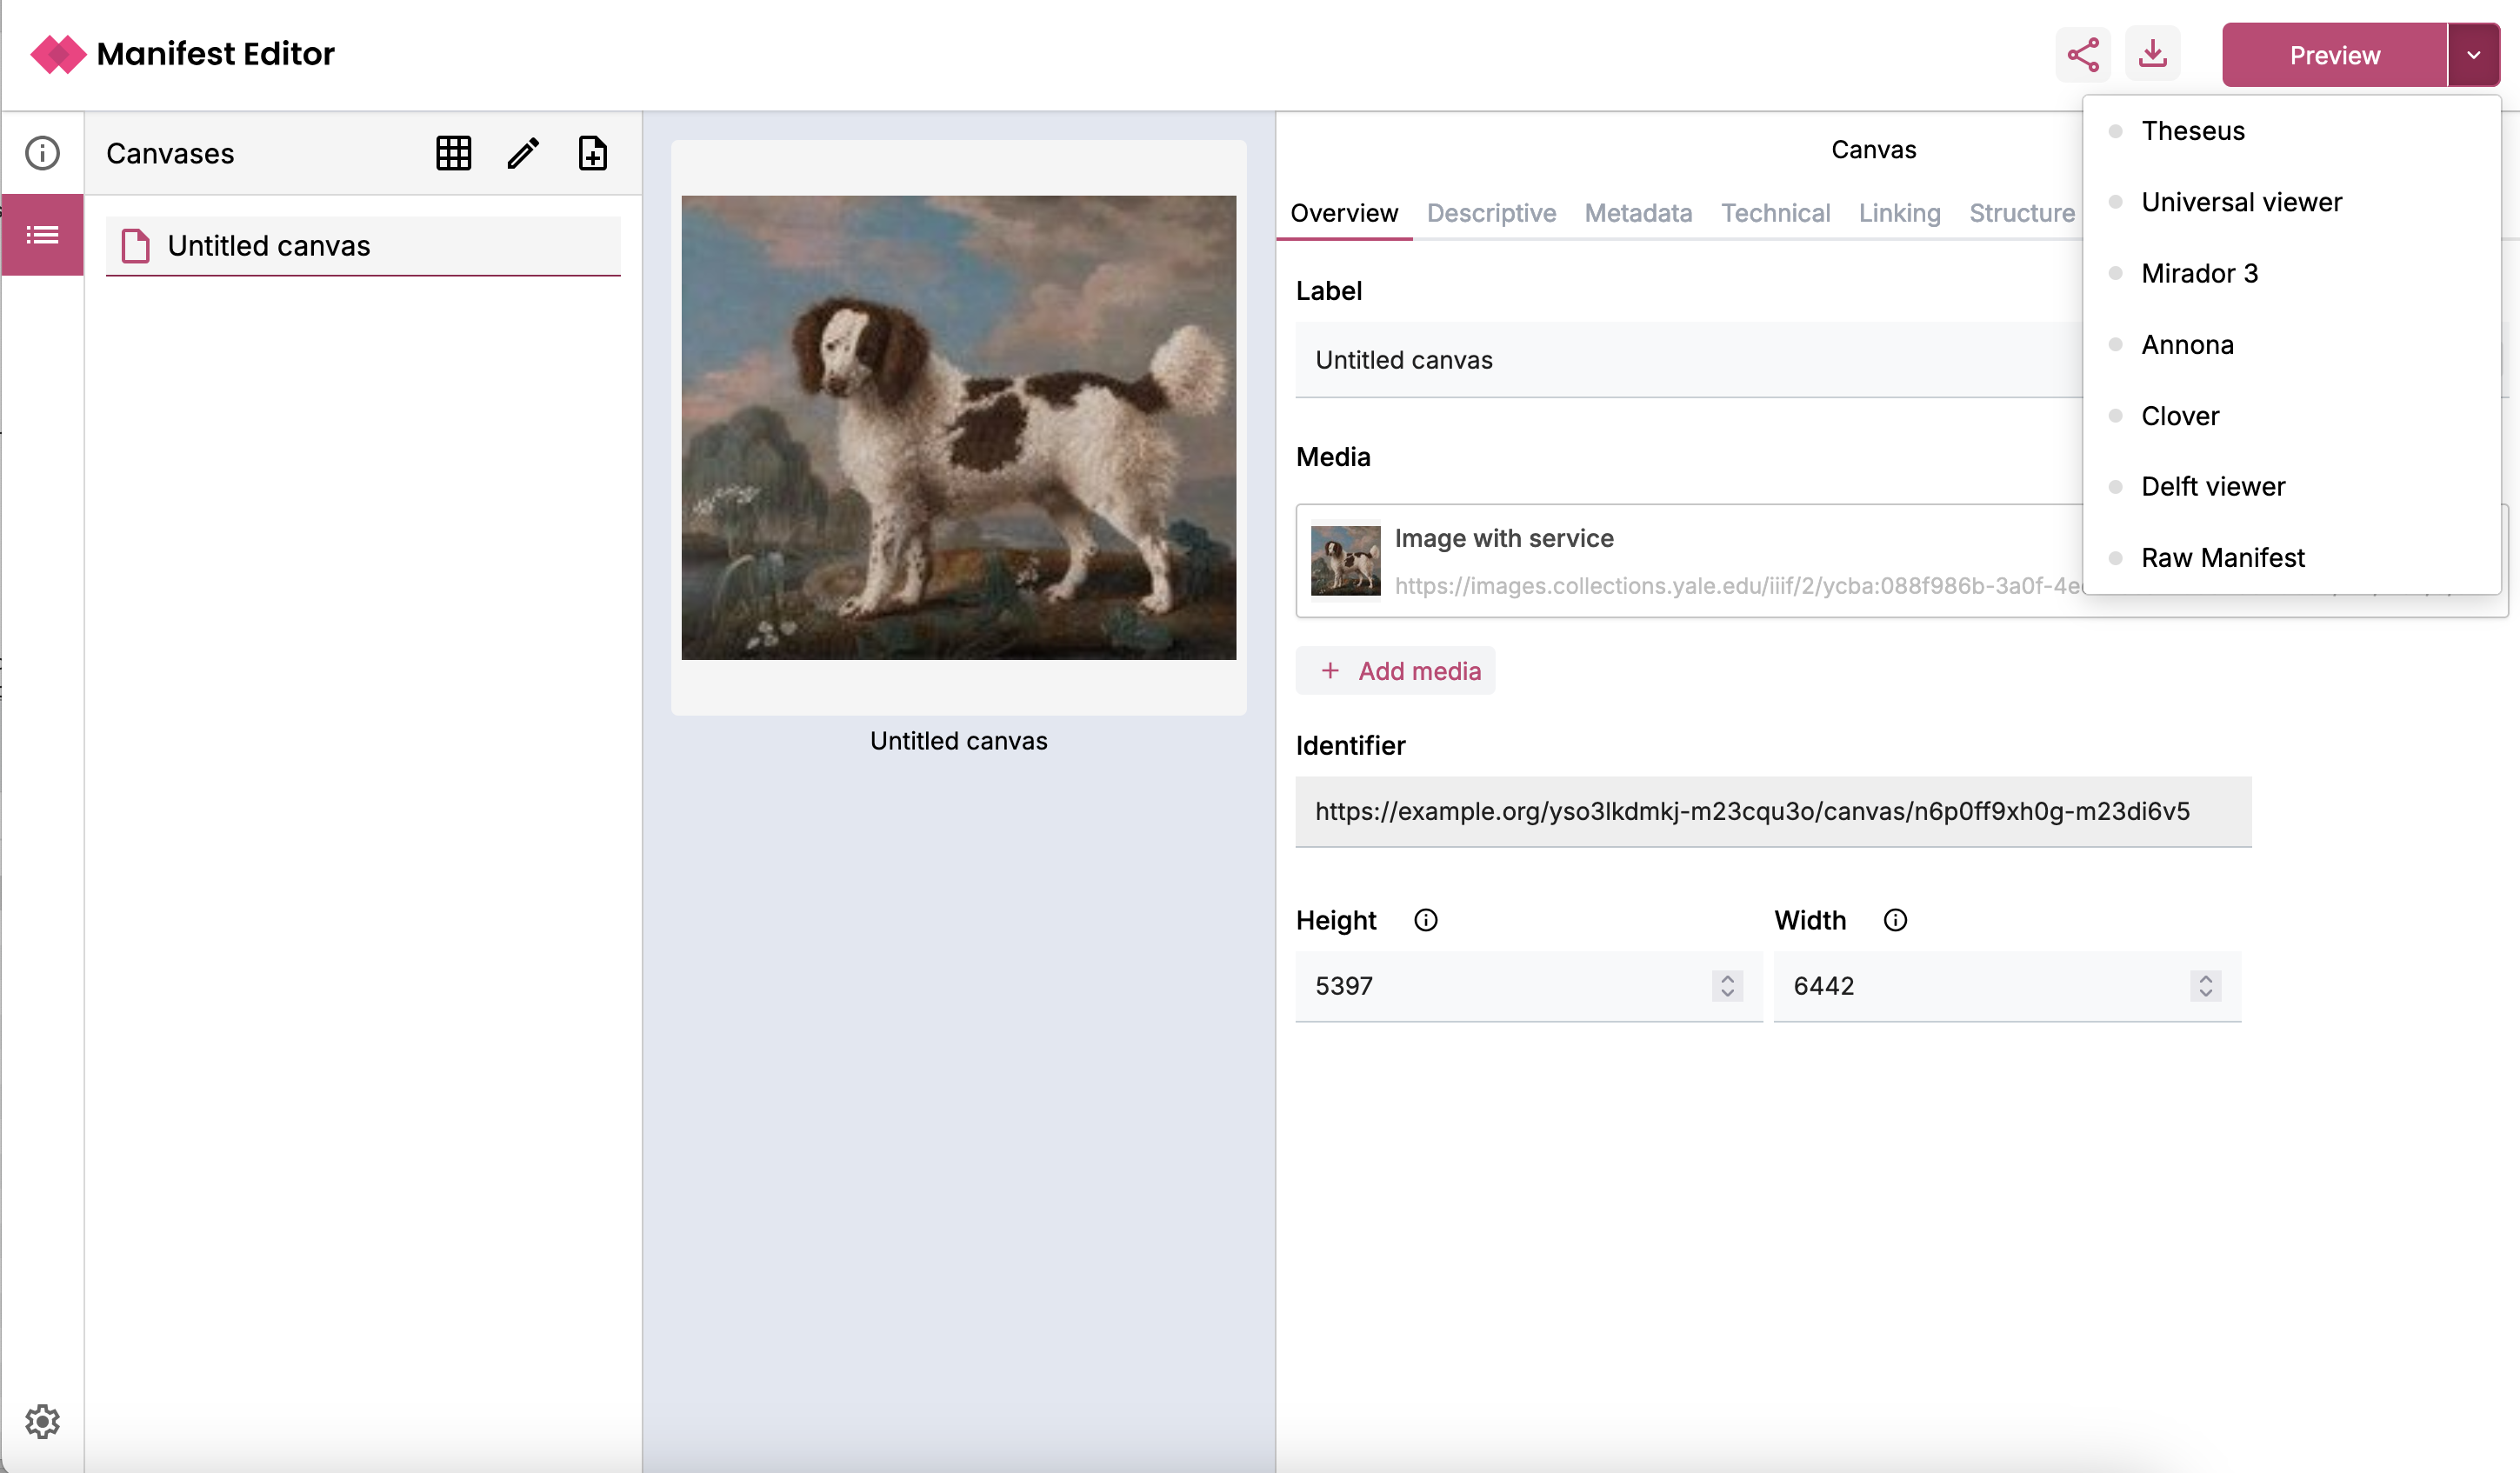 Manifest Editor
Preview
Theseus
Universal viewer
Mirador 3
Annona
Clover
Delft viewer
Raw Manifest
Canvases
Untitled canvas
Untitled canvas
Canvas
Overview Descriptive Metadata Technical Linking Structure
Label
Untitled canvas
Media
Image with service
https://images.collections.yale.edu/iiif/2/ycba:088f986b-3a0f-4e
+ Add media
Identifier
https://example.org/yso3lkdmkj-m23cqu3o/canvas/n6p0ff9xh0g-m23di6v5
Height Width
5397 6442